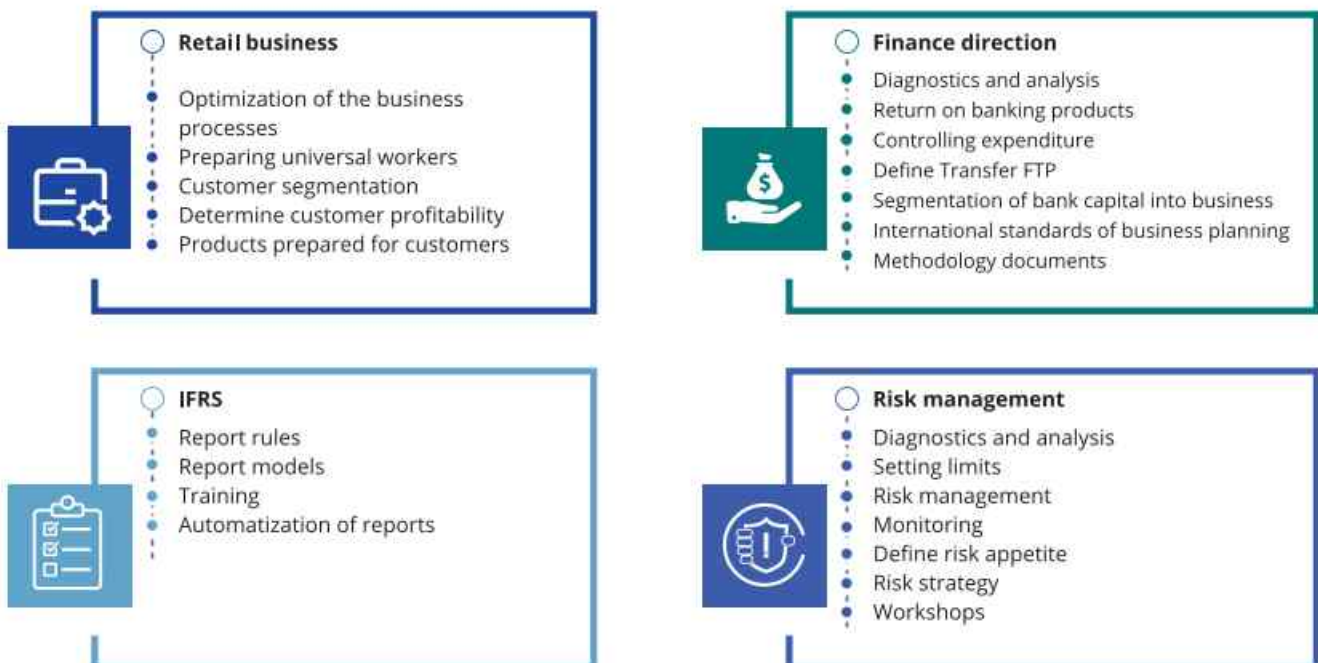 Retail business
Optimization of the business
processes
Preparing universal workers
Customer segmentation
Determine customer profitability
Products prepared for customers
Finance direction
Diagnostics and analysis
Return on banking products
Controlling expenditure
Define Transfer FTP
Segmentation of bank capital into business
International standards of business planning
Methodology documents
IFRS
Report rules
Report models
Training
Automatization of reports
Risk management
Diagnostics and analysis
Setting limits
Risk management
Monitoring
Define risk appetite
Risk strategy
Workshops